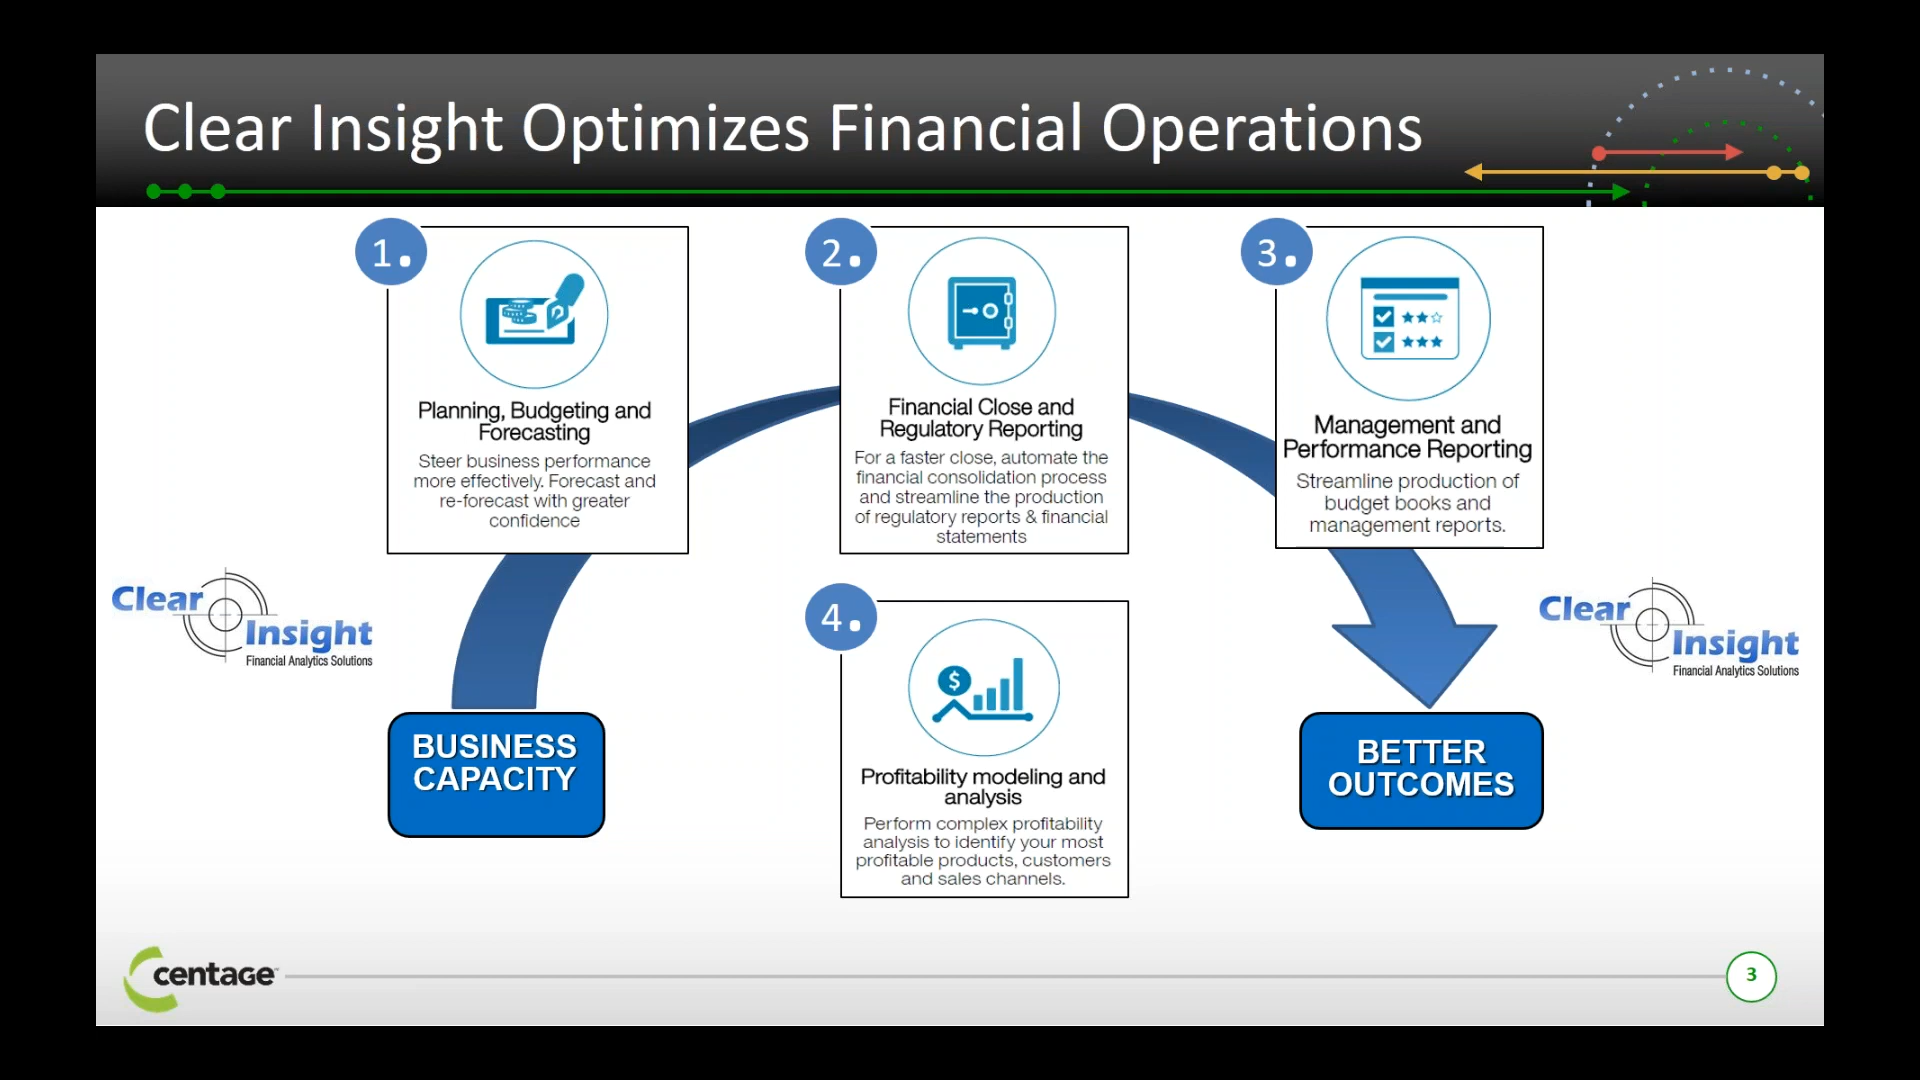 Clear Insight Optimizes Financial Operations
1.
Planning, Budgeting and
Forecasting
Steer business performance
more effectively. Forecast and
re-forecast with greater
confidence
2.
Financial Close and
Regulatory Reporting
For a faster close, automate the
financial consolidation process
and streamline the production
of regulatory reports & financial
statements
3.
Management and
Performance Reporting
Streamline production of
budget books and
management reports.
Clear
Insight
Financial Analytics Solutions
4.
$
Profitability modeling and
analysis
Perform complex profitability
analysis to identify your most
profitable products, customers
and sales channels.
Clear
Insight
Financial Analytics Solutions
BUSINESS
CAPACITY
BETTER
OUTCOMES
centage
3